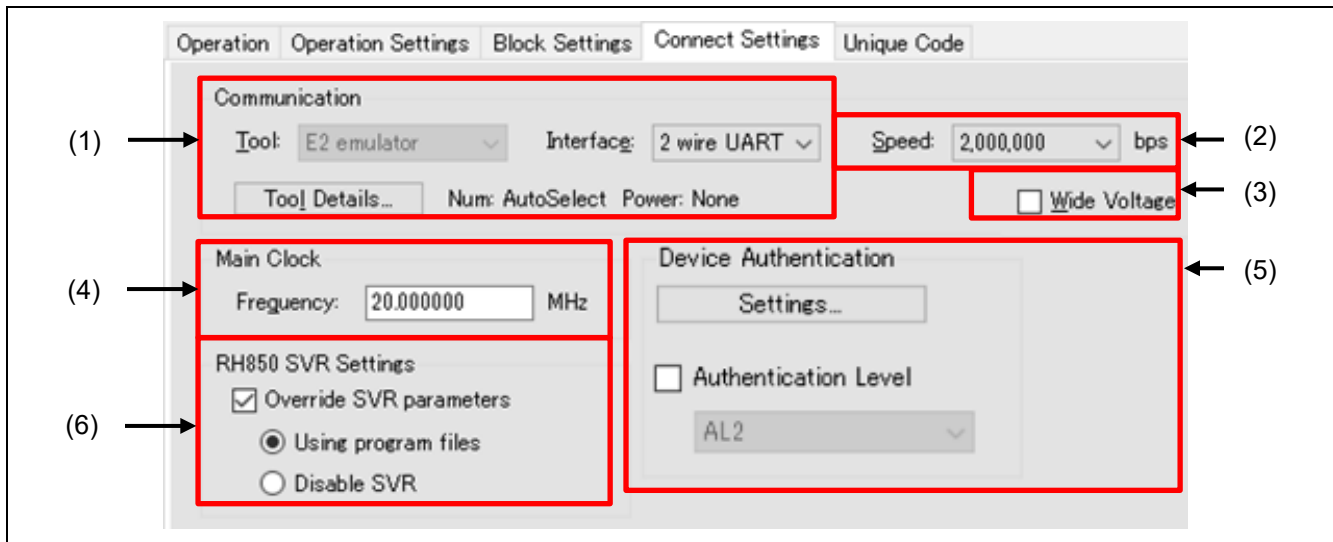 Operation Operation Settings Block Settings Connect Settings Unique Code
Communication
(1) Tool: E2 emulator Interface: 2 wire UART Speed: 2,000,000 bps (2)
Tool Details... Num: AutoSelect Power: None Wide Voltage (3)
Main Clock Device Authentication
(4) Frequency: 20.000000 MHz Settings... (5)
RH850 SVR Settings
Override SVR parameters Authentication Level
(6) Using program files AL2
Disable SVR